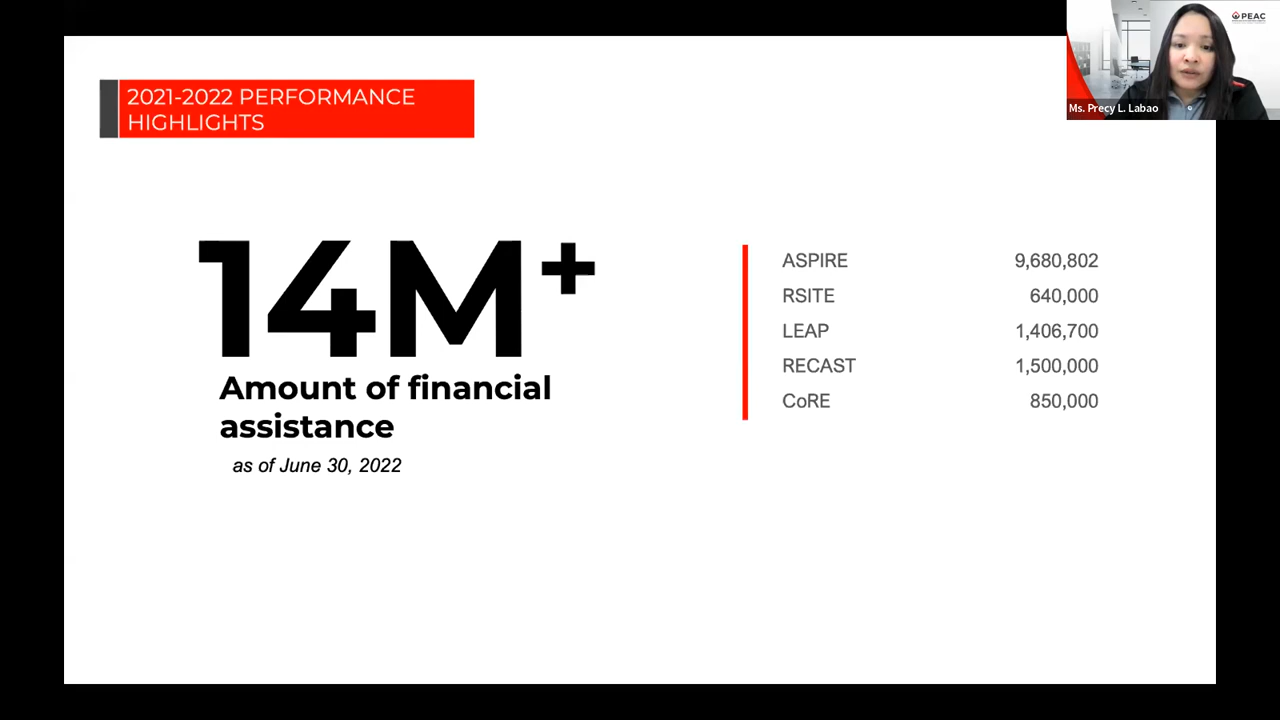 2021-2022 PERFORMANCE
HIGHLIGHTS
14M+
Amount of financial
assistance
as of June 30, 2022
ASPIRE 9,680,802
RSITE 640,000
LEAP 1,406,700
RECAST 1,500,000
CoRE 850,000
PEAC
Ms. Precy L. Labao